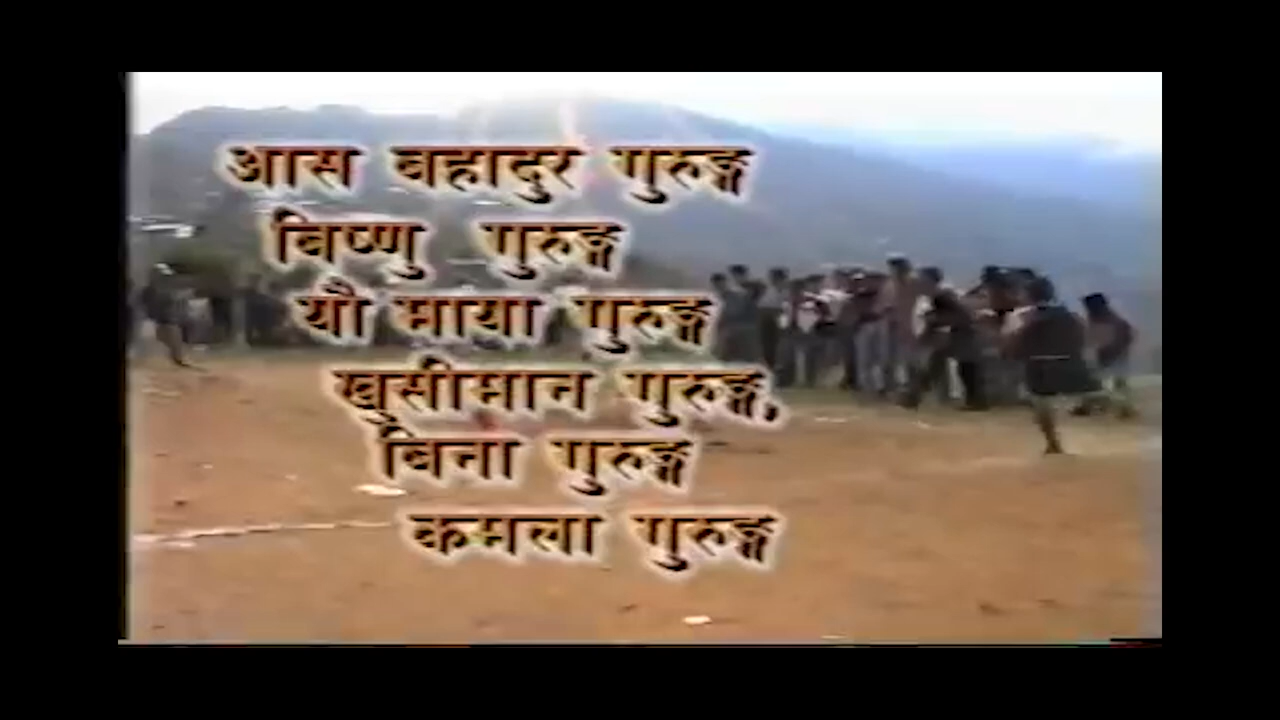 आस बहादुर गुरुङ्ग
बिष्णु गुरुङ्ग
यौ माया गुरुङ्ग
खुसीमान गुरुङ्ग,
बिना गुरुङ्ग
कमला गुरुङ्ग